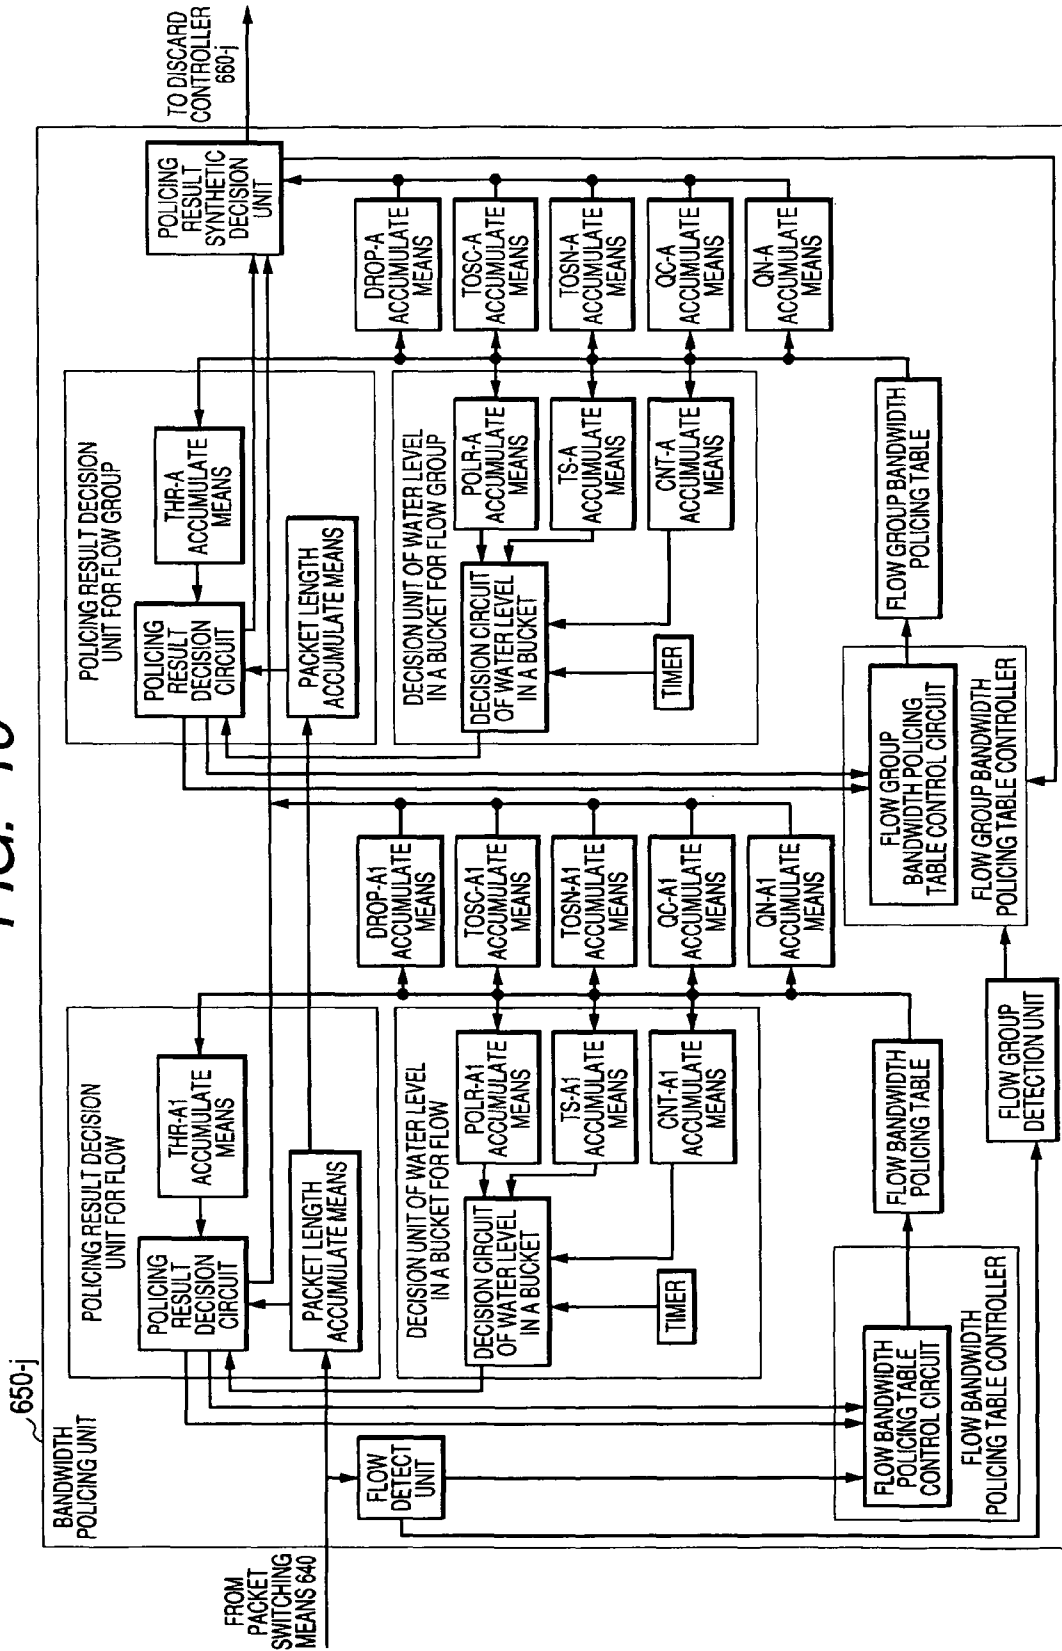 FIG.
650-j
BANDWIDTH
POLICING UNIT
FROM
PACKET
SWITCHING
MEANS 640
FLOW
DETECT
UNIT
POLICING RESULT DECISION
UNIT FOR FLOW
POLICING
RESULT
DECISION
CIRCUIT
THR-A1
ACCUMULATE
MEANS
PACKET LENGTH
ACCUMULATE MEANS
DECISION UNIT OF WATER LEVEL
IN A BUCKET FOR FLOW
DECISION CIRCUIT
OF WATER LEVEL
IN A BUCKET
TIMER
POLR-A1
ACCUMULATE
MEANS
TS-A1
ACCUMULATE
MEANS
CNT-A1
ACCUMULATE
MEANS
DROP-A1
ACCUMULATE
MEANS
TOSC-A1
ACCUMULATE
MEANS
TOSN-A1
ACCUMULATE
MEANS
QC-A1
ACCUMULATE
MEANS
QN-A1
ACCUMULATE
MEANS
FLOW BANDWIDTH
POLICING TABLE
CONTROL CIRCUIT
FLOW BANDWIDTH
POLICING TABLE CONTROLLER
FLOW BANDWIDTH
POLICING TABLE
FLOW GROUP
DETECTION UNIT
POLICING RESULT DECISION
UNIT FOR FLOW GROUP
POLICING
RESULT
DECISION
CIRCUIT
THR-A
ACCUMULATE
MEANS
PACKET LENGTH
ACCUMULATE MEANS
DECISION UNIT OF WATER LEVEL
IN A BUCKET FOR FLOW GROUP
DECISION CIRCUIT
OF WATER LEVEL
IN A BUCKET
TIMER
POLR-A
ACCUMULATE
MEANS
TS-A
ACCUMULATE
MEANS
CNT-A
ACCUMULATE
MEANS
DROP-A
ACCUMULATE
MEANS
TOSC-A
ACCUMULATE
MEANS
TOSN-A
ACCUMULATE
MEANS
QC-A
ACCUMULATE
MEANS
QN-A
ACCUMULATE
MEANS
FLOW GROUP
BANDWIDTH POLICING
TABLE CONTROL CIRCUIT
FLOW GROUP BANDWIDTH
POLICING TABLE CONTROLLER
FLOW GROUP BANDWIDTH
POLICING TABLE
POLICING
RESULT
SYNTHETIC
DECISION
UNIT
TO DISCARD
CONTROLLER
660-j